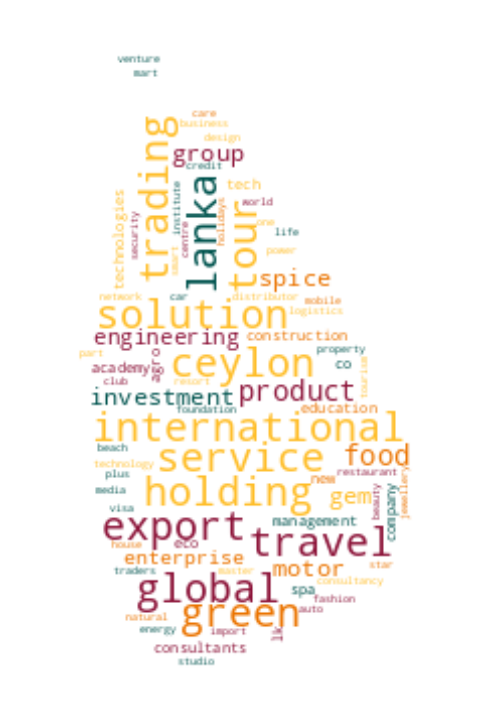 venture
mart
care
business
design
trading
group
credit
tech
lanka
institute
world
technologies
security
centre
holidays
tour
one
life
smart
power
spice
network
car
distributor
mobile
solution
logistics
engineering
construction
part
property
academy
agro
ceylon
co
club
resort
tourism
investment
product
foundation
education
international
beach
service
food
technology
plus
restaurant
media
holding
new
gem
beauty
company
jewellery
visa
export
management
travel
house
eco
enterprise
traders
master
motor
star
consultancy
global
spa
fashion
green
auto
natural
energy
import
lk
consultants
studio